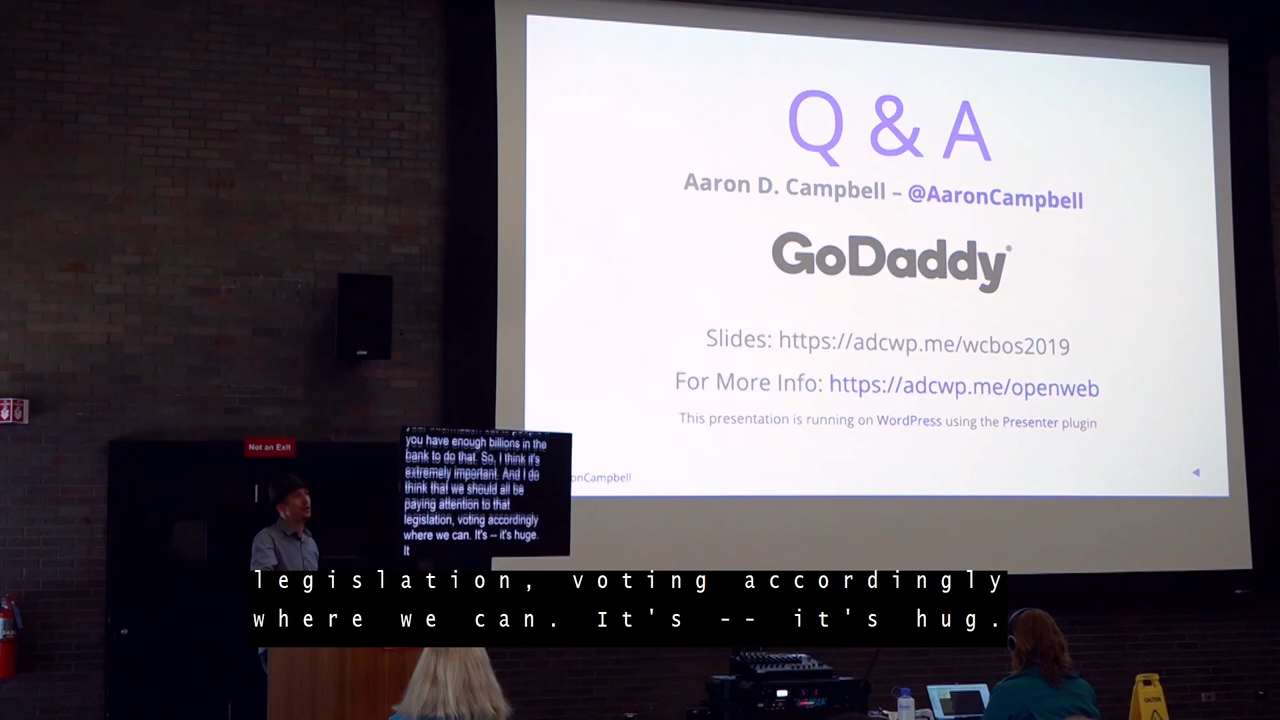 Q & A
Aaron D. Campbell – @AaronCampbell
GoDaddy
Slides: https://adcwp.me/wcbos2019
For More Info: https://adcwp.me/openweb
This presentation is running on WordPress using the Presenter plugin
onCampbell
Not an Exit
you have enough billions in the
bank to do that. So, I think it's
extremely important. And I do
think that we should all be
paying attention to that
legislation, voting accordingly
where we can. It's -- it's huge.
It
legislation, voting accordingly
where we can. It's -- it's hug.
CAUTION